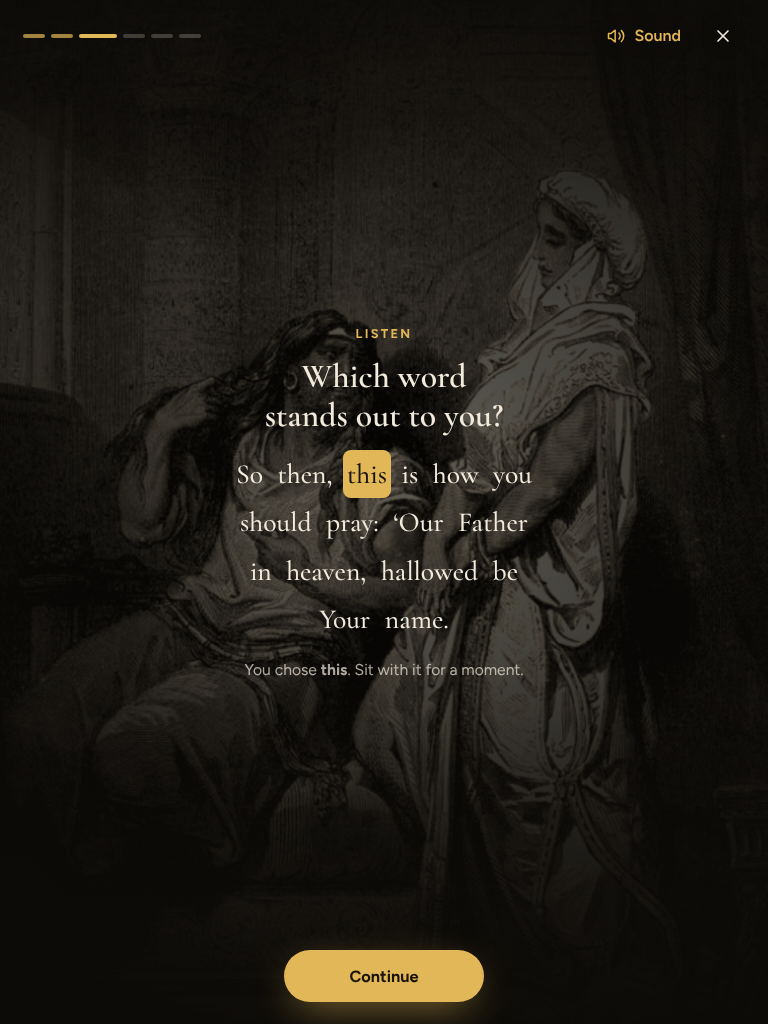 Sound
LISTEN
Which word
stands out to you?
So then, this is how you
should pray: ‘Our Father
in heaven, hallowed be
Your name.
You chose this. Sit with it for a moment.
Continue